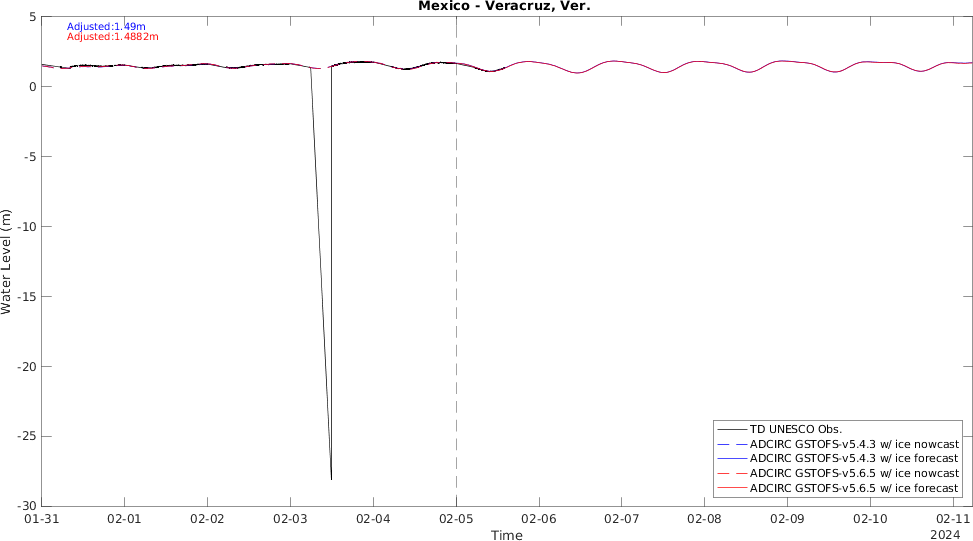 Mexico - Veracruz, Ver.
Adjusted:1.49m
Adjusted:1.4882m
5
0
-5
-10
-15
-20
-25
-30
Water Level (m)
TD UNESCO Obs.
ADCIRC GSTOFS-v5.4.3 w/ ice nowcast
ADCIRC GSTOFS-v5.4.3 w/ ice forecast
ADCIRC GSTOFS-v5.6.5 w/ ice nowcast
ADCIRC GSTOFS-v5.6.5 w/ ice forecast
01-31 02-01 02-02 02-03 02-04 02-05 02-06 02-07 02-08 02-09 02-10 02-11
2024
Time